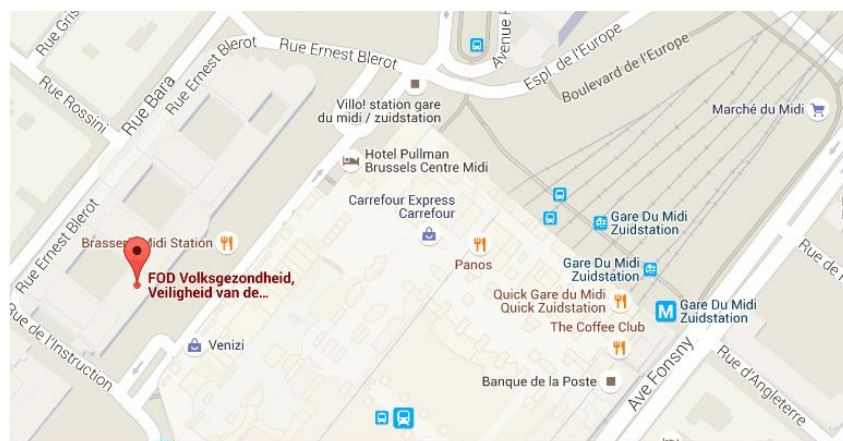 Rue Gris
Rue Ernest Blerot
Rue Ernest Blerot
Avenue
Espl. de l'Europe
Boulevard de l'Europe
Rue Bara
Rue Rossini
Villo! station gare
du midi / zuidstation
Marché du Midi
Hotel Pullman
Brussels Centre Midi
Carrefour Express
Carrefour
Gare Du Midi
Zuidstation
Rue Ernest Blerot
Brasserie Midi Station
Panos
Gare Du Midi
Zuidstation
FOD Volksgezondheid,
Veiligheid van de...
Quick Gare du Midi
Quick Zuidstation
M
Gare Du Midi
Zuidstation
The Coffee Club
Rue de l'Instruction
Venizi
Banque de la Poste
Ave Fonsny
Rue d'Angleterre
Rue de